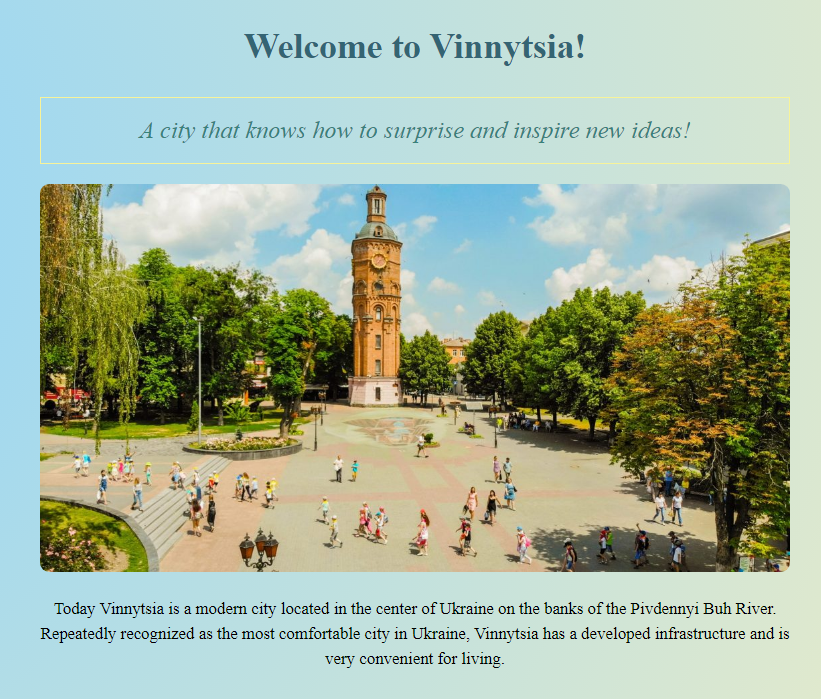 Welcome to Vinnytsia!
A city that knows how to surprise and inspire new ideas!
Today Vinnytsia is a modern city located in the center of Ukraine on the banks of the Pivdennyi Buh River.
Repeatedly recognized as the most comfortable city in Ukraine, Vinnytsia has a developed infrastructure and is
very convenient for living.